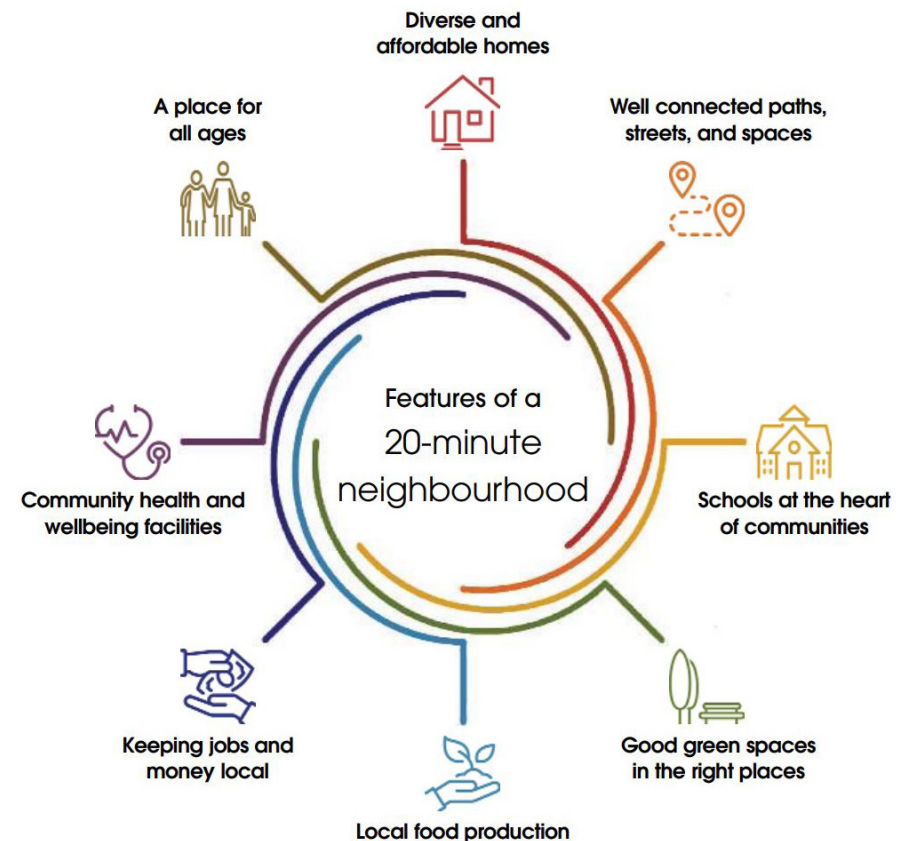 Diverse and
affordable homes
Well connected paths,
streets, and spaces
Schools at the heart
of communities
Good green spaces
in the right places
Local food production
Keeping jobs and
money local
Community health and
wellbeing facilities
A place for
all ages
Features of a
20-minute
neighbourhood